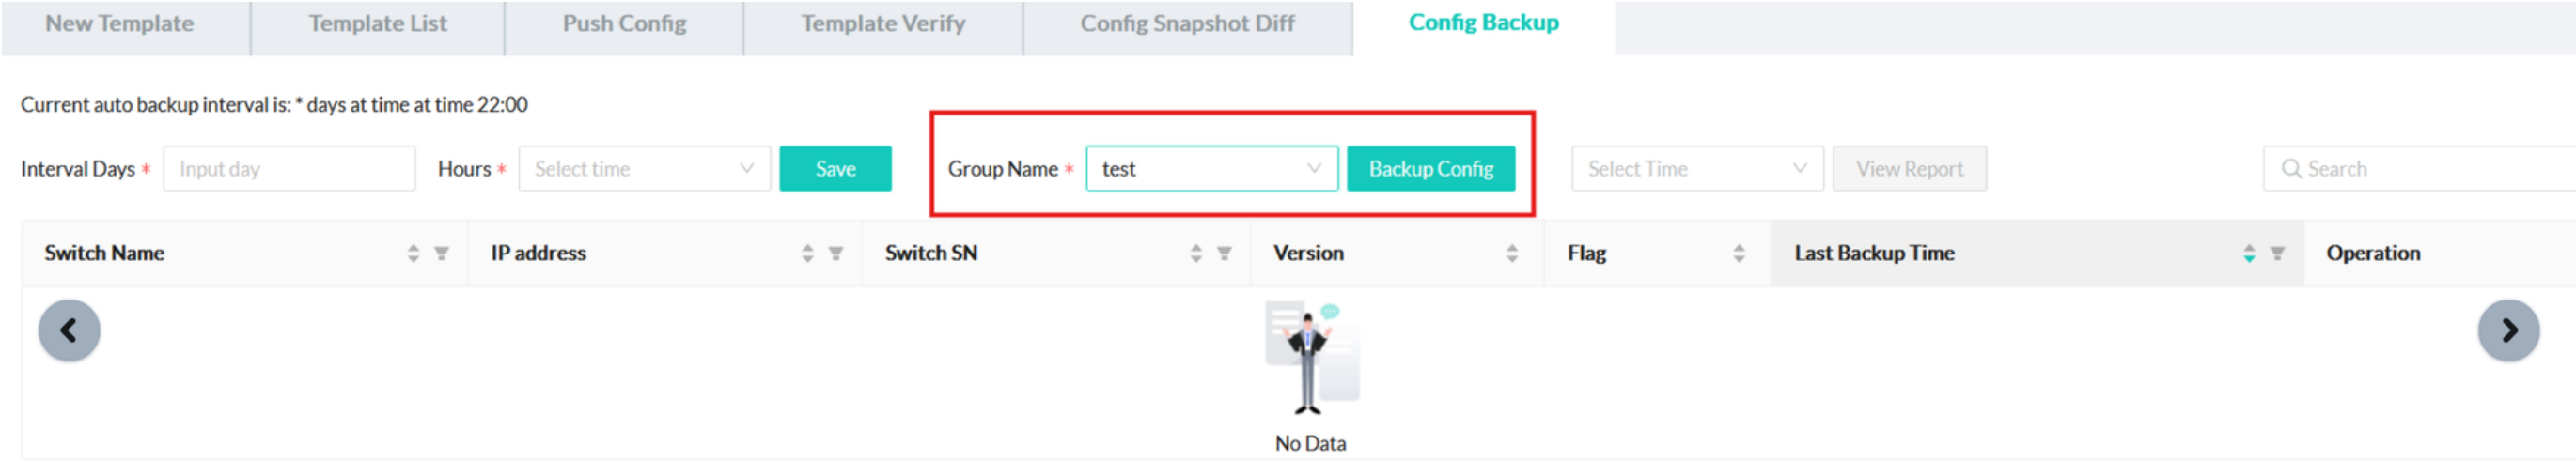 New Template Template List Push Config Template Verify Config Snapshot Diff Config Backup
Current auto backup interval is: * days at time at time 22:00
Interval Days * Input day Hours * Select time Save Group Name * test Backup Config Select Time View Report Search
Switch Name IP address Switch SN Version Flag Last Backup Time Operation
No Data